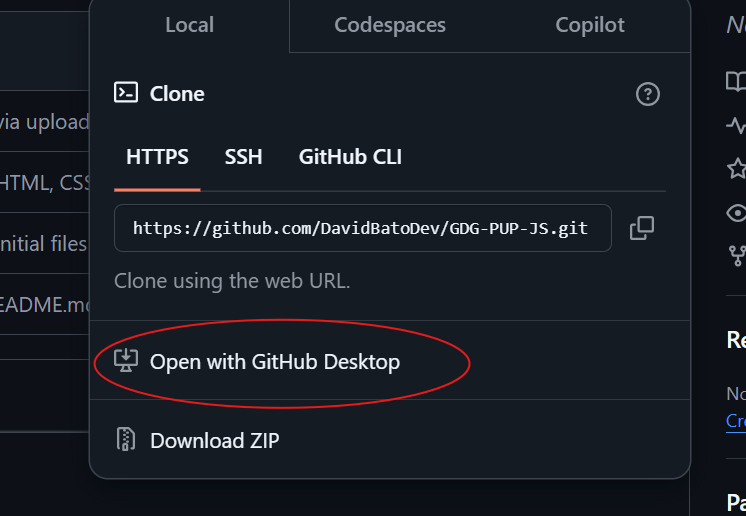 Local Codespaces Copilot
Clone
via upload
HTML, CSS
nitial files
EADME.md
HTTPS SSH GitHub CLI
https://github.com/DavidBatoDev/GDG-PUP-JS.git
Clone using the web URL.
Open with GitHub Desktop
Download ZIP
Re
No
Cre
Pa